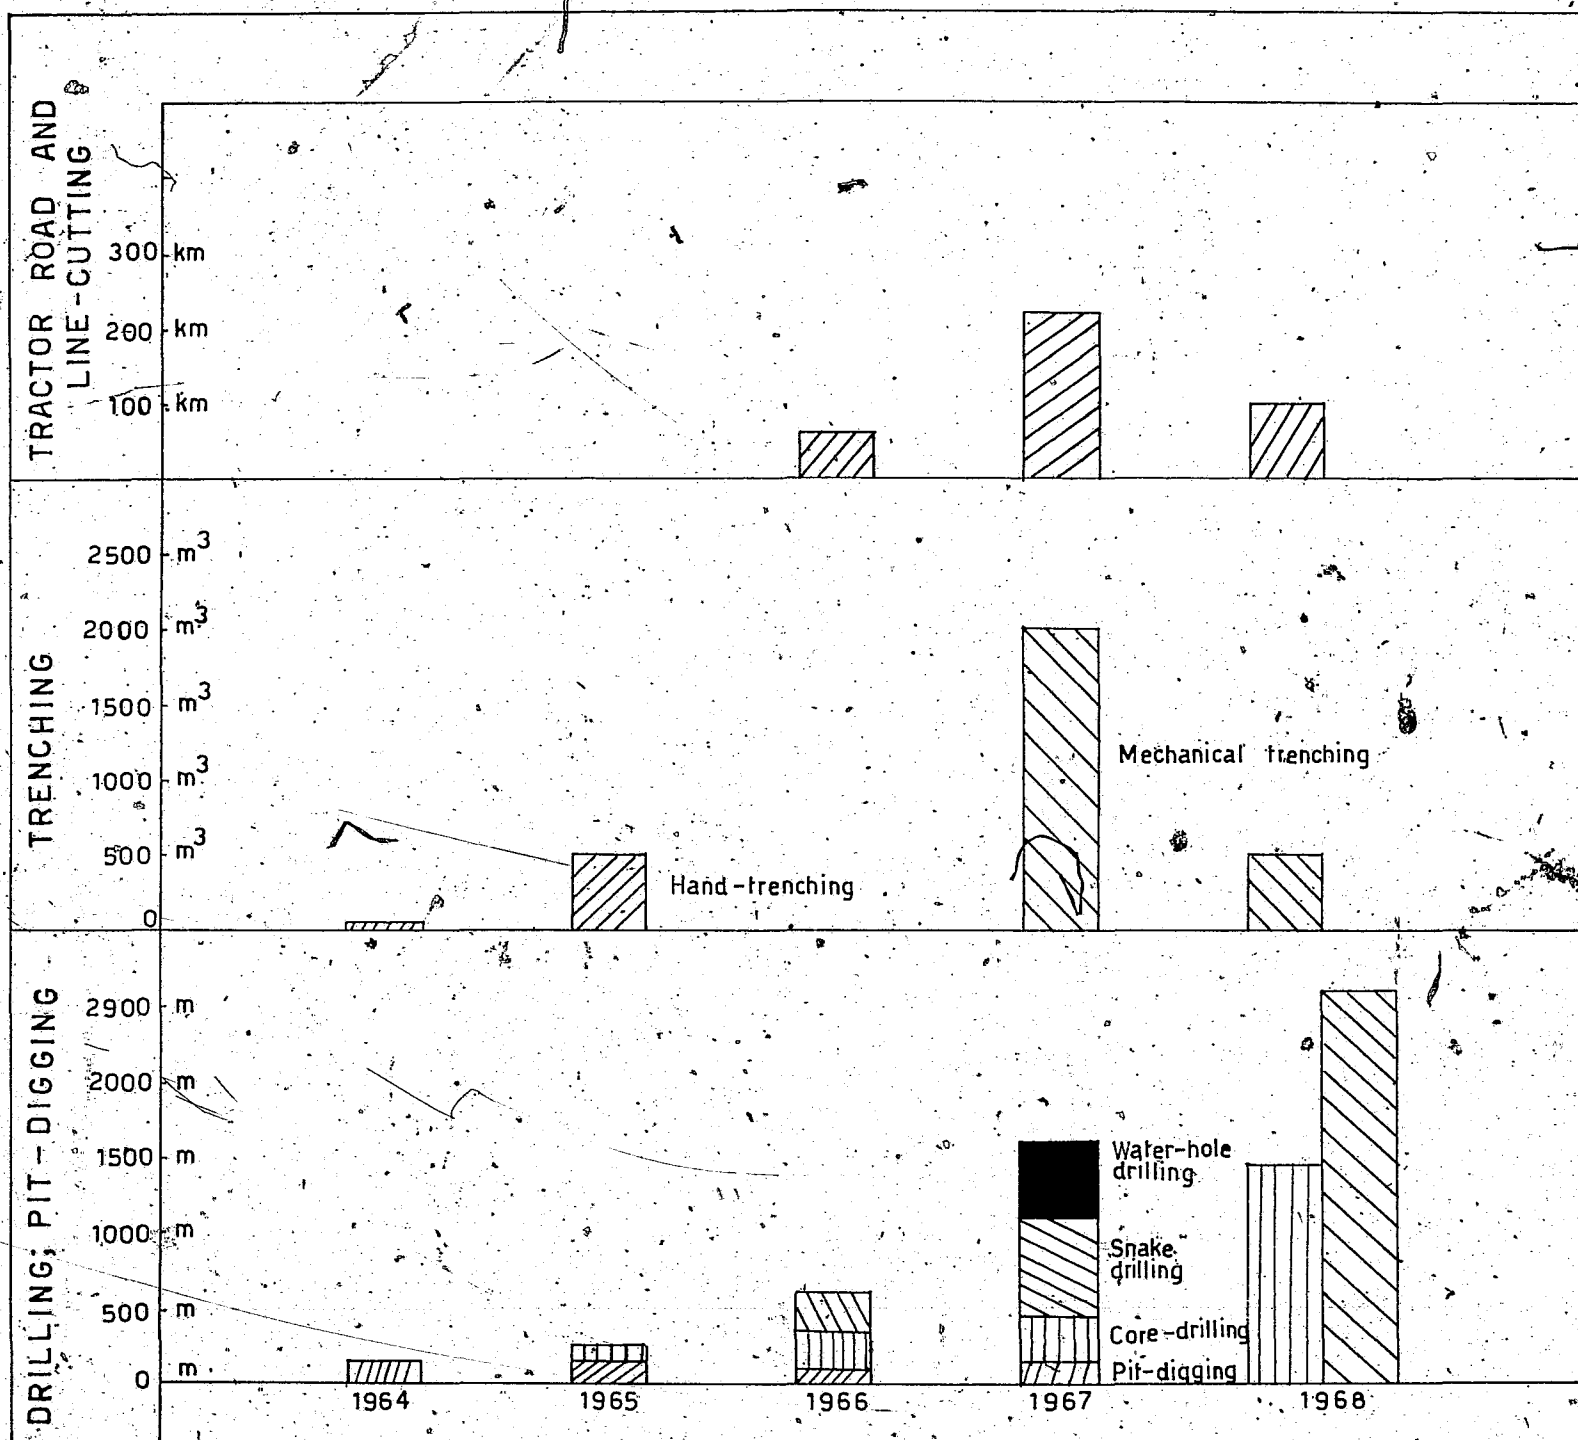 TRACTOR ROAD AND
LINE-CUTTING
300 km
200 km
100 km
TRENCHING
2500 m³
2000 m³
1500 m³
1000 m³
500 m³
0
Mechanical trenching
Hand-trenching
DRILLING; PIT-DIGGING
2900 m
2000 m
1500 m
1000 m
500 m
0 m
Water-hole
drilling
Snake
drilling
Core-drilling
Pit-digging
1964 1965 1966 1967 1968